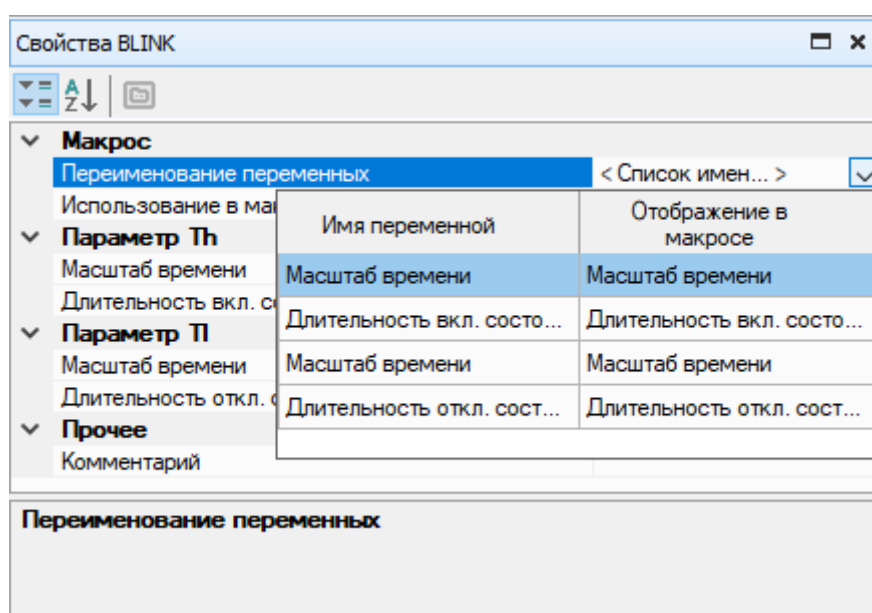 Свойства BLINK
Макрос
Переименование переменных < Список имен... >
Использование в мак
Имя переменной Отображение в
макросе
Параметр Th
Масштаб времени
Масштаб времени Масштаб времени
Длительность вкл. со
Длительность вкл. состо... Длительность вкл. состо...
Параметр Tl
Масштаб времени
Масштаб времени Масштаб времени
Длительность откл. с
Длительность откл. сост... Длительность откл. сост...
Прочее
Комментарий
Переименование переменных